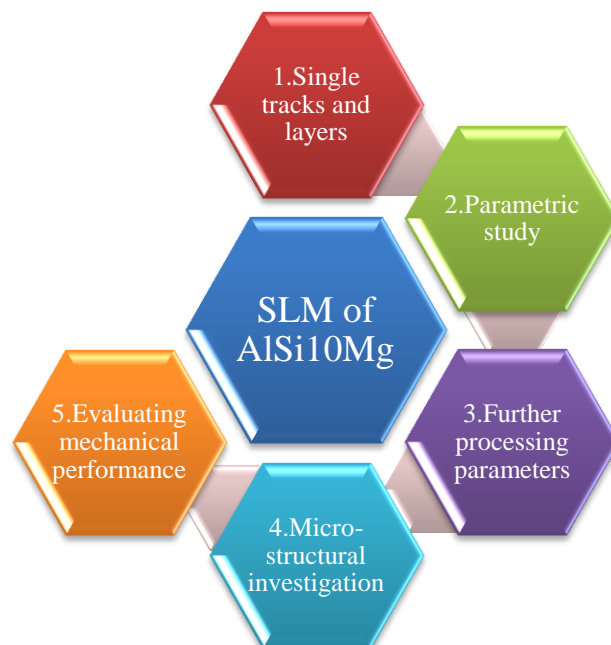 1.Single
tracks and
layers
2.Parametric
study
SLM of
AlSi10Mg
3.Further
processing
parameters
4.Micro-
structural
investigation
5.Evaluating
mechanical
performance